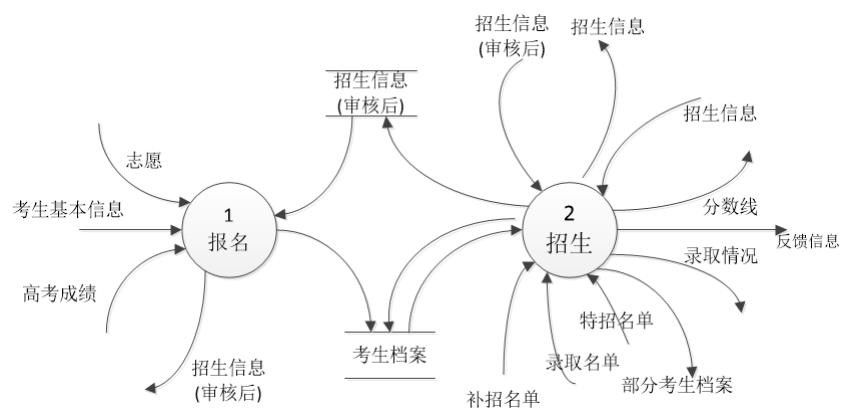 招生信息
(审核后)
招生信息
招生信息
(审核后)
招生信息
志愿
考生基本信息
1
报名
2
招生
分数线
反馈信息
录取情况
高考成绩
特招名单
招生信息
(审核后)
考生档案
录取名单
部分考生档案
补招名单